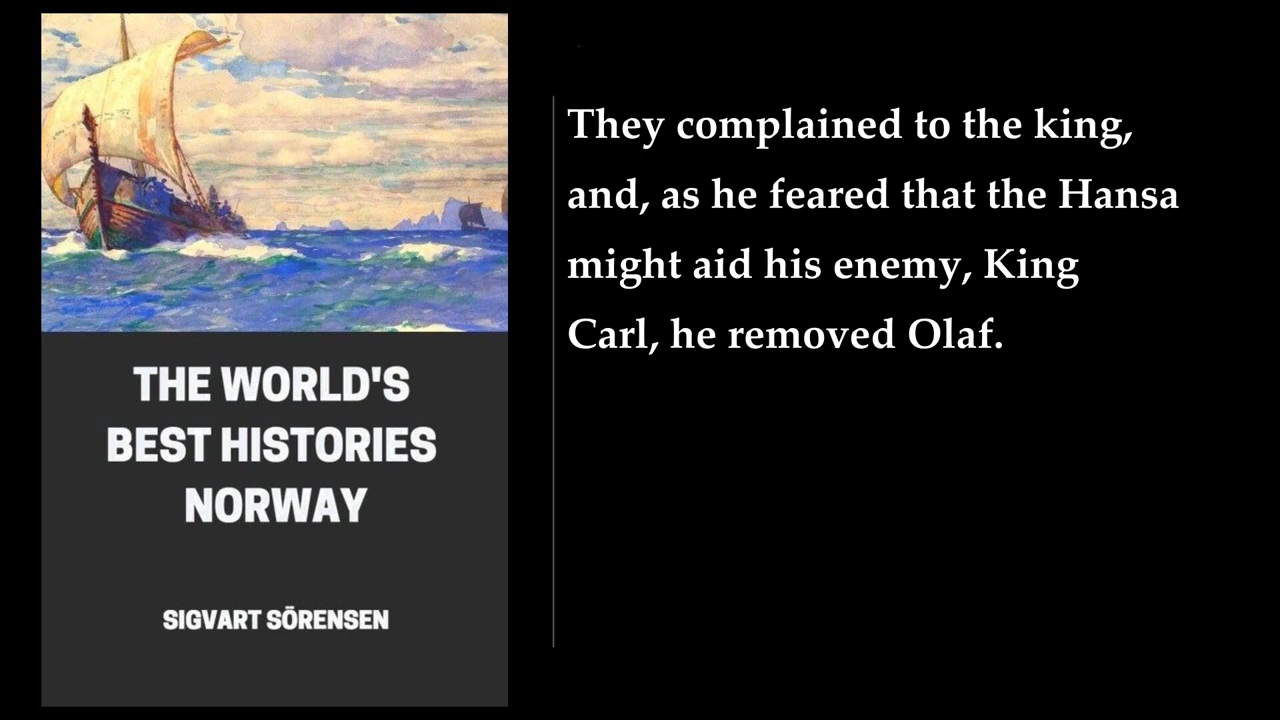 THE WORLD'S
BEST HISTORIES
NORWAY
SIGVART SÖRENSEN
They complained to the king,
and, as he feared that the Hansa
might aid his enemy, King
Carl, he removed Olaf.